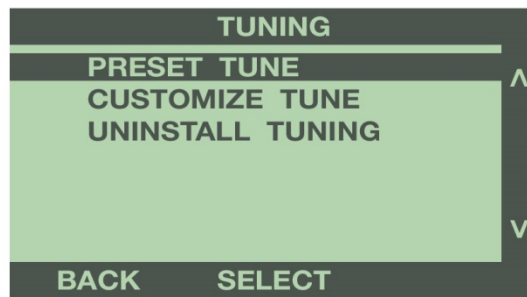 TUNING
PRESET TUNE
CUSTOMIZE TUNE
UNINSTALL TUNING
BACK SELECT